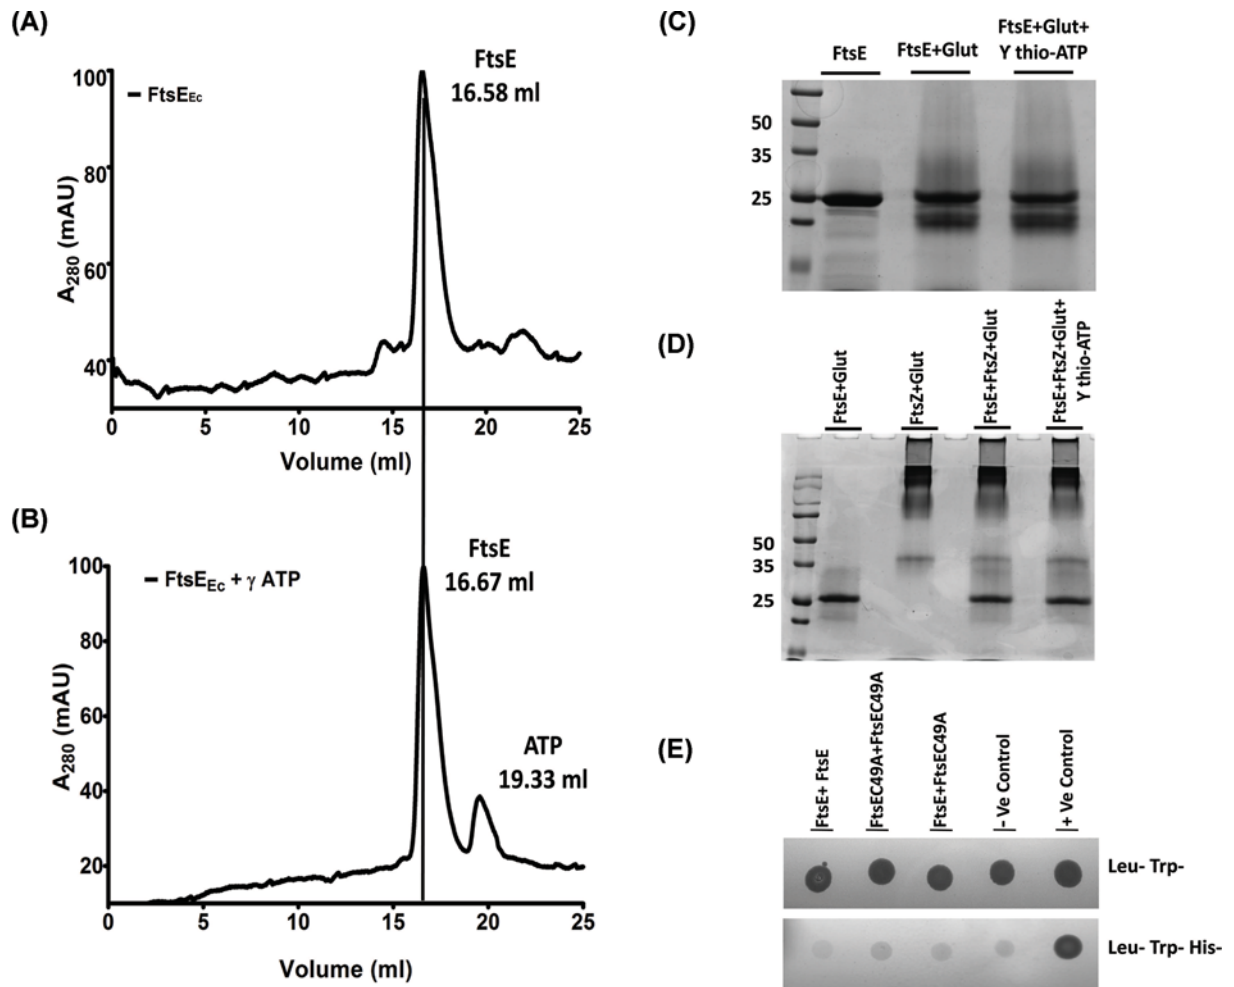 (A)
FtsE
16.58 ml
FtsEEc
100
80
60
40
A280 (mAU)
0 5 10 15 20 25
Volume (ml)
(B)
FtsE
16.67 ml
FtsEEc + γ ATP
ATP
19.33 ml
100
80
60
40
20
A280 (mAU)
0 5 10 15 20 25
Volume (ml)
(C)
FtsE
FtsE+Glut
FtsE+Glut+
Y thio-ATP
50
35
25
(D)
FtsE+Glut
FtsZ+Glut
FtsE+FtsZ+Glut
FtsE+FtsZ+Glut+
Y thio-ATP
50
35
25
(E)
FtsE+ FtsE
FtsEC49A+FtsEC49A
FtsE+FtsEC49A
- Ve Control
+ Ve Control
Leu- Trp-
Leu- Trp- His-